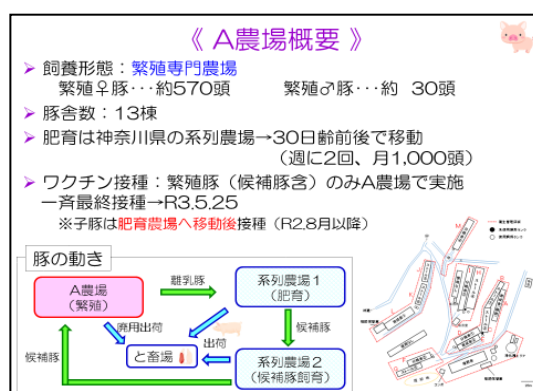 《 A農場概要 》
➤ 飼養形態：繁殖専門農場
繁殖♀豚･･･約570頭　　繁殖♂豚･･･約 30頭
➤ 豚舎数：13棟
➤ 肥育は神奈川県の系列農場→30日齢前後で移動
（週に2回、月1,000頭）
➤ ワクチン接種：繁殖豚（候補豚含）のみA農場で実施
一斉最終接種→R3.5.25
※子豚は肥育農場へ移動後接種（R2.8月以降）
豚の動き
A農場
（繁殖）
離乳豚
系列農場1
（肥育）
廃用出荷
と畜場
出荷
候補豚
候補豚
系列農場2
（候補豚飼育）